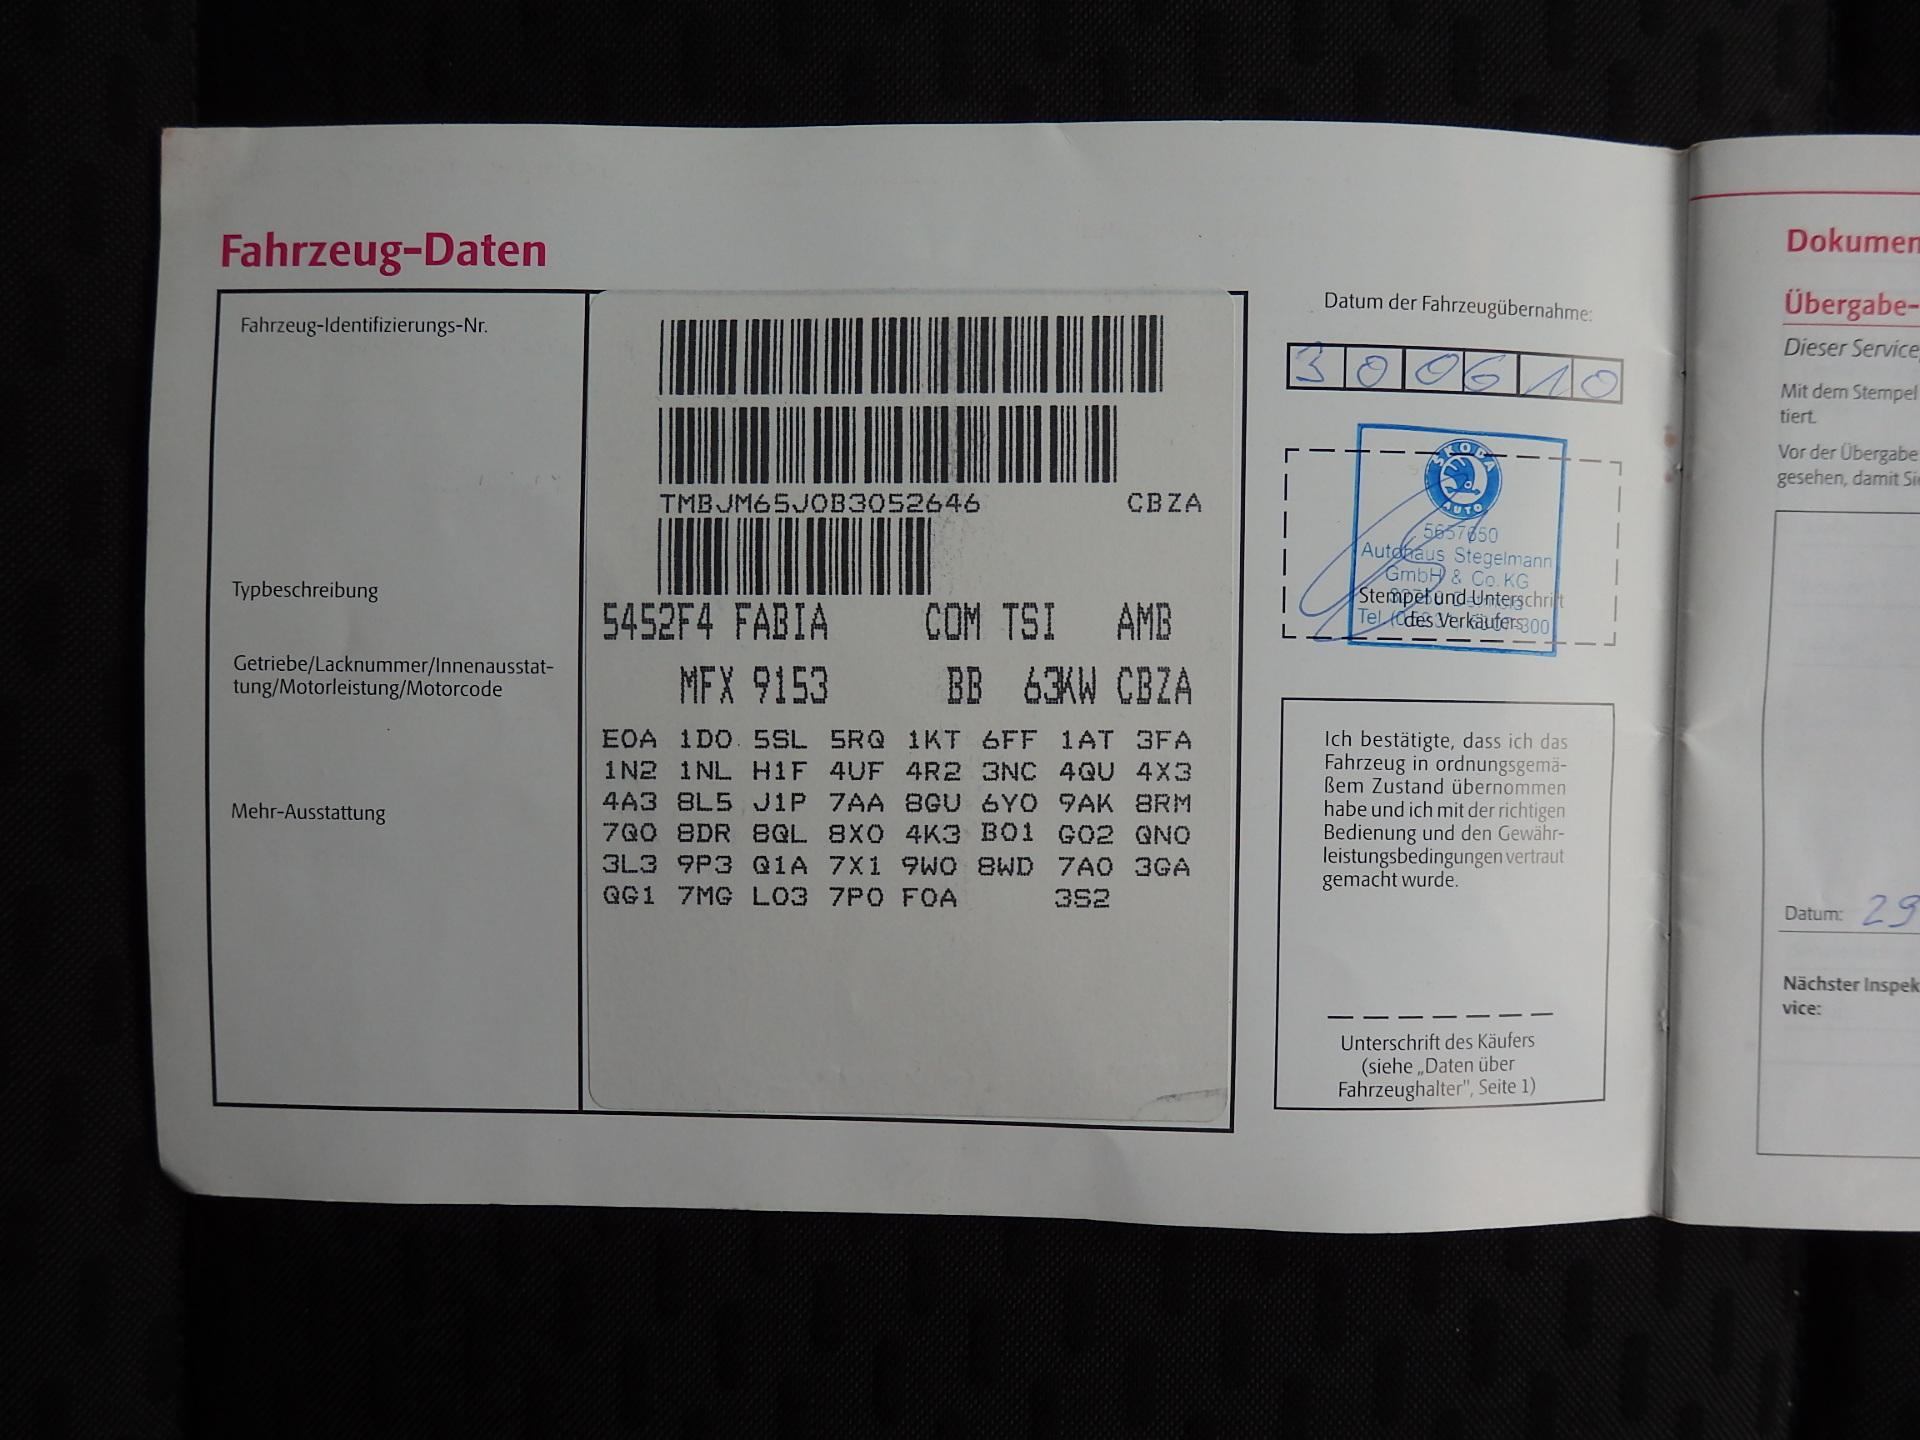 Fahrzeug-Daten
Fahrzeug-Identifizierungs-Nr.
TMBJM65J0B3052646 CBZA
Typbeschreibung
5452F4 FABIA COM TSI AMB
Getriebe/Lacknummer/Innenausstat-
tung/Motorleistung/Motorcode
MFX 9153 BB 63KW CBZA
Mehr-Ausstattung
E0A 1D0 5SL 5RQ 1KT 6FF 1AT 3FA
1N2 1NL H1F 4UF 4R2 3NC 4QU 4X3
4A3 8L5 J1P 7AA 8GU 6Y0 9AK 8RM
7Q0 8DR 8QL 8X0 4K3 B01 G02 QN0
3L3 9P3 Q1A 7X1 9W0 8WD 7A0 3GA
QG1 7MG L03 7P0 F0A 3S2
Datum der Fahrzeugübernahme:
300610
ŠKODA
AUTO
5657650
Autohaus Stegelmann
GmbH & Co. KG
Stempel und Unterschrift
des Verkäufers
Ich bestätigte, dass ich das
Fahrzeug in ordnungsgemä-
ßem Zustand übernommen
habe und ich mit der richtigen
Bedienung und den Gewähr-
leistungsbedingungen vertraut
gemacht wurde.
Unterschrift des Käufers
(siehe „Daten über
Fahrzeughalter", Seite 1)
Dokumen
Übergabe-
Dieser Service
Mit dem Stempel
tiert.
Vor der Übergabe
gesehen, damit Si
Datum: 29
Nächster Inspek
vice: